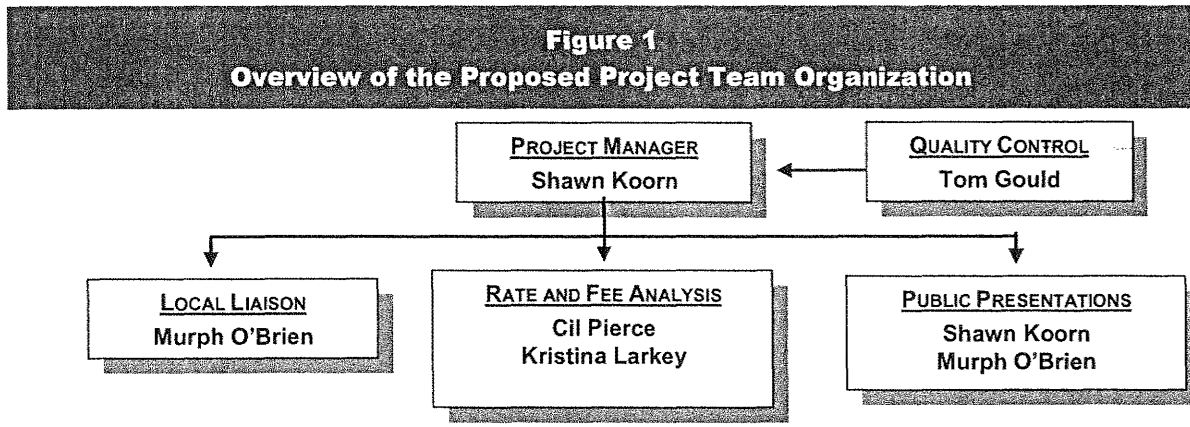 Figure 1
Overview of the Proposed Project Team Organization
PROJECT MANAGER
Shawn Koorn
QUALITY CONTROL
Tom Gould
LOCAL LIAISON
Murph O'Brien
RATE AND FEE ANALYSIS
Cil Pierce
Kristina Larkey
PUBLIC PRESENTATIONS
Shawn Koorn
Murph O'Brien